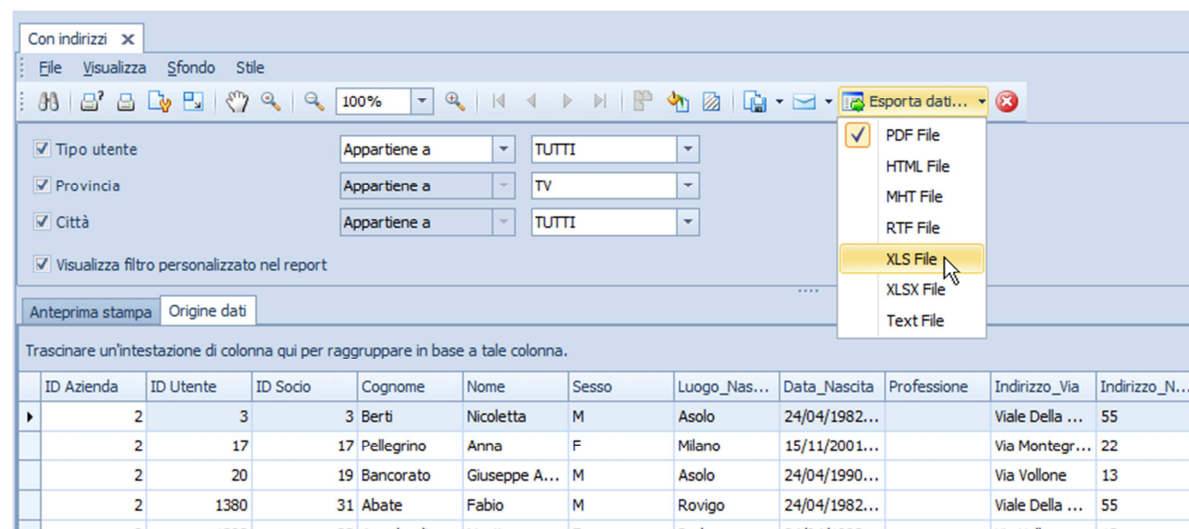 Con indirizzi
File Visualizza Sfondo Stile
100% Esporta dati...
PDF File
HTML File
MHT File
RTF File
XLS File
XLSX File
Text File
Tipo utente Appartiene a TUTTI
Provincia Appartiene a TV
Città Appartiene a TUTTI
Visualizza filtro personalizzato nel report
Anteprima stampa Origine dati
Trascinare un'intestazione di colonna qui per raggruppare in base a tale colonna.
ID Azienda ID Utente ID Socio Cognome Nome Sesso Luogo_Nas... Data_Nascita Professione Indirizzo_Via Indirizzo_N...
2 3 3 Berti Nicoletta M Asolo 24/04/1982... Viale Della ... 55
2 17 17 Pellegrino Anna F Milano 15/11/2001... Via Montegr... 22
2 20 19 Bancorato Giuseppe A... M Asolo 24/04/1990... Via Vollone 13
2 1380 31 Abate Fabio M Rovigo 24/04/1982... Viale Della ... 55